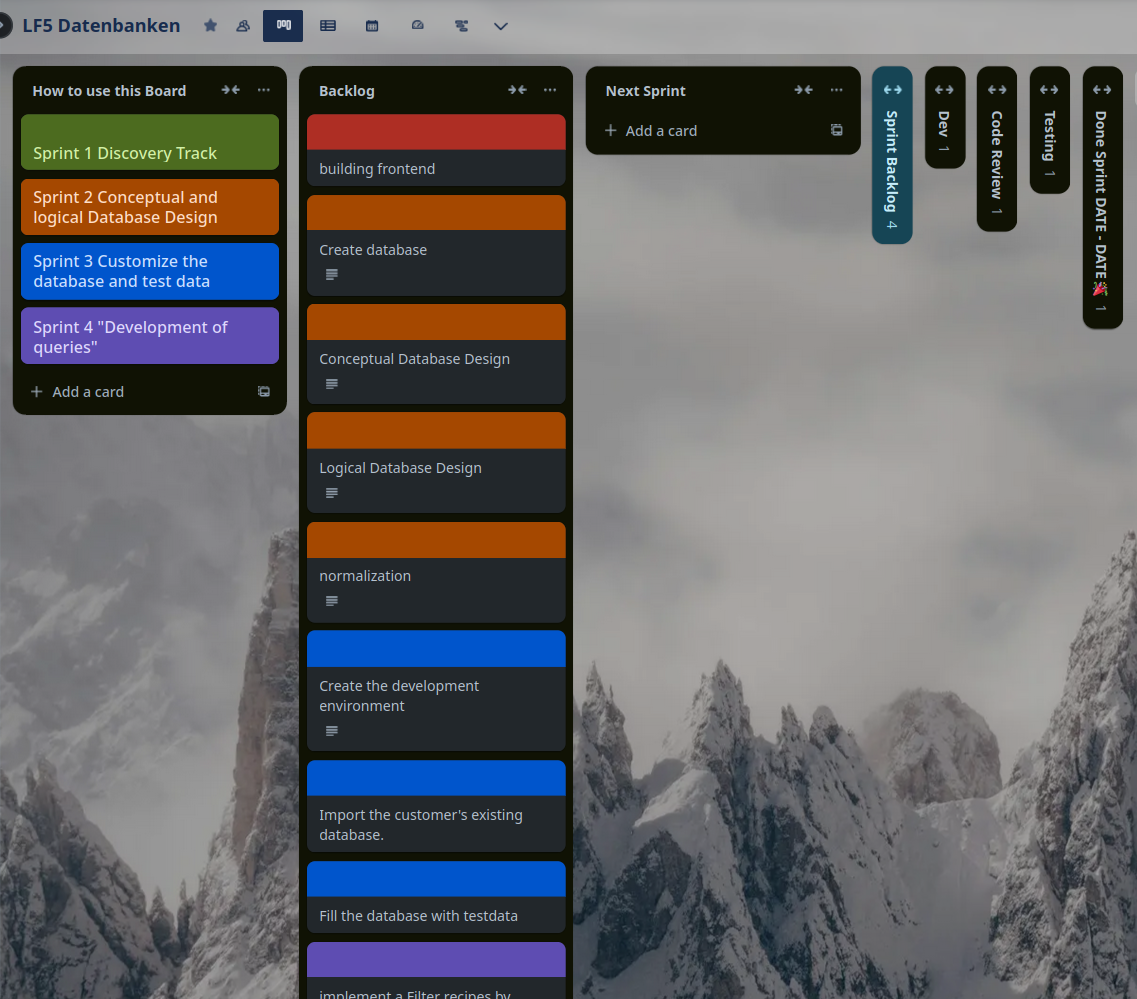 LF5 Datenbanken
How to use this Board
Sprint 1 Discovery Track
Sprint 2 Conceptual and
logical Database Design
Sprint 3 Customize the
database and test data
Sprint 4 "Development of
queries"
Add a card
Backlog
building frontend
Create database
Conceptual Database Design
Logical Database Design
normalization
Create the development
environment
Import the customer's existing
database.
Fill the database with testdata
implement a Filter recipes by
Next Sprint
Add a card
Sprint Backlog 4
Dev 1
Code Review 1
Testing 1
Done Sprint DATE - DATE🎉 1